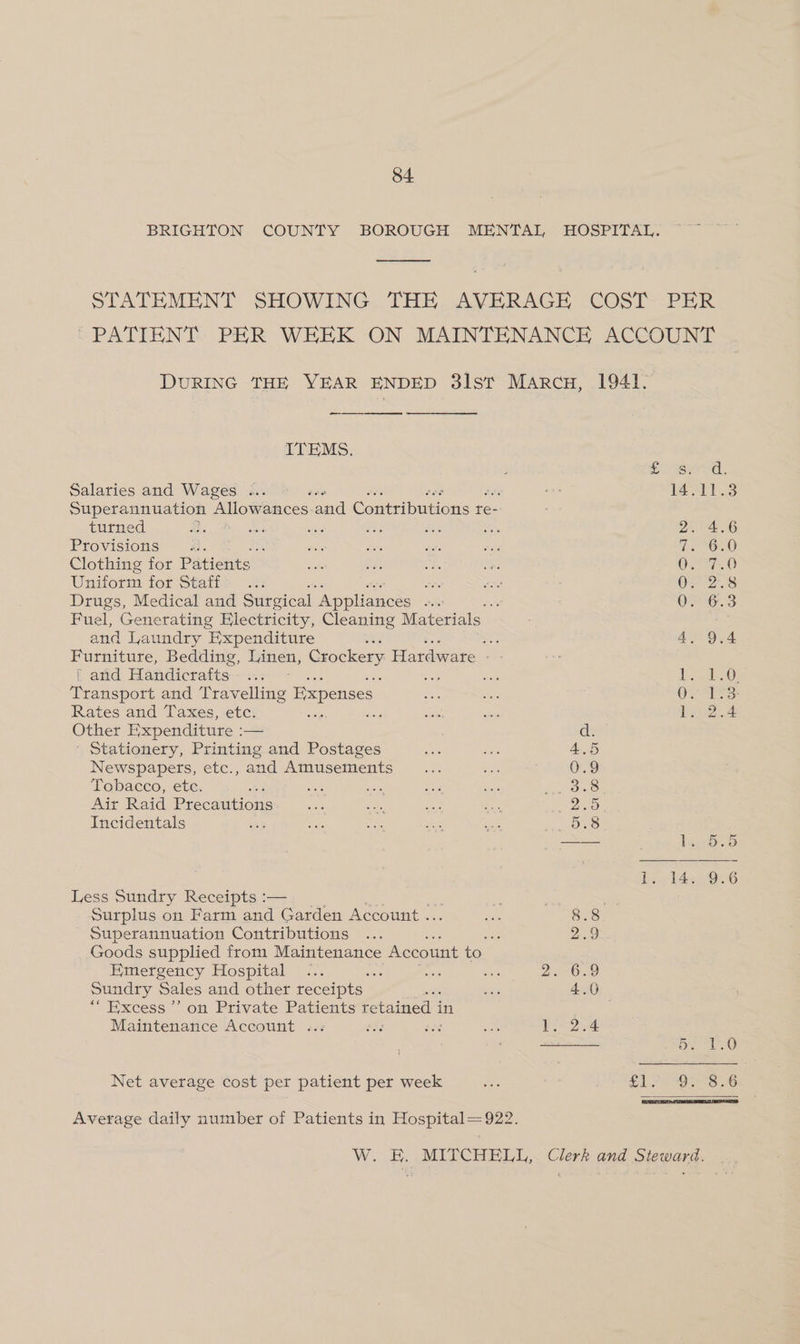 84
BRIGHTON COUNTY BOROUGH MENTAL HOSPITAL.
STATEMENT SHOWING THE AVERAGE COST PER
PATIENT PER WEEK ON MAINTENANCE ACCOUNT
DURING THE YEAR ENDED 31st MARCH, 1941.
ITEMS.
£ s. d.
Salaries and Wages ... ... ... ... ... ... 14.11.3
Superannuation Allowances and Contributions re-
turned ... ... ... ... ... ... 2. 4.6
Provisions ... ... ... ... ... ... 7. 6.0
Clothing for Patients ... ... ... ... 0. 7.0
Uniform for Staff ... ... ... ... ... 0. 2.8
Drugs, Medical and Surgical Appliances ... ... 0. 6.3
Fuel, Generating Electricity, Cleaning Materials
and Laundry Expenditure ... ... ... 4. 9.4
Furniture, Bedding, Linen, Crockery Hardware
and Handicrafts ... ... ... ... ... 1. 1.0
Transport and Travelling Expenses ... ... 0. 1.3
Rates and Taxes, etc. ... ... ... ... 1. 2.4
Other Expenditure :— d.
Stationery, Printing and Postages ... ... 4.5
Newspapers, etc., and Amusements ... ... 0.9
Tobacco, etc. ... ... ... ... ... 3.8
Air Raid Precautions ... ... ... ... 2.5
Incidentals ... ... ... ... ... 5.8
1. 5.5
1. 14. 9.6
Less Sundry Receipts :—
Surplus on Farm and Garden Account ... ... 8.8
Superannuation Contributions ... ... ... 2.9
Goods supplied from Maintenance Account to
Emergency Hospital ... ... ... ... 2. 6.9
Sundry Sales and other receipts ... ... 4.0
“ Excess ” on Private Patients retained in
Maintenance Account ... ... ... ... 1. 2.4
5. 1.0
Net average cost per patient per week ... £1. 9. 8.6
Average daily number of Patients in Hospital=922.
W. E. MITCHELL, Clerk and Steward.